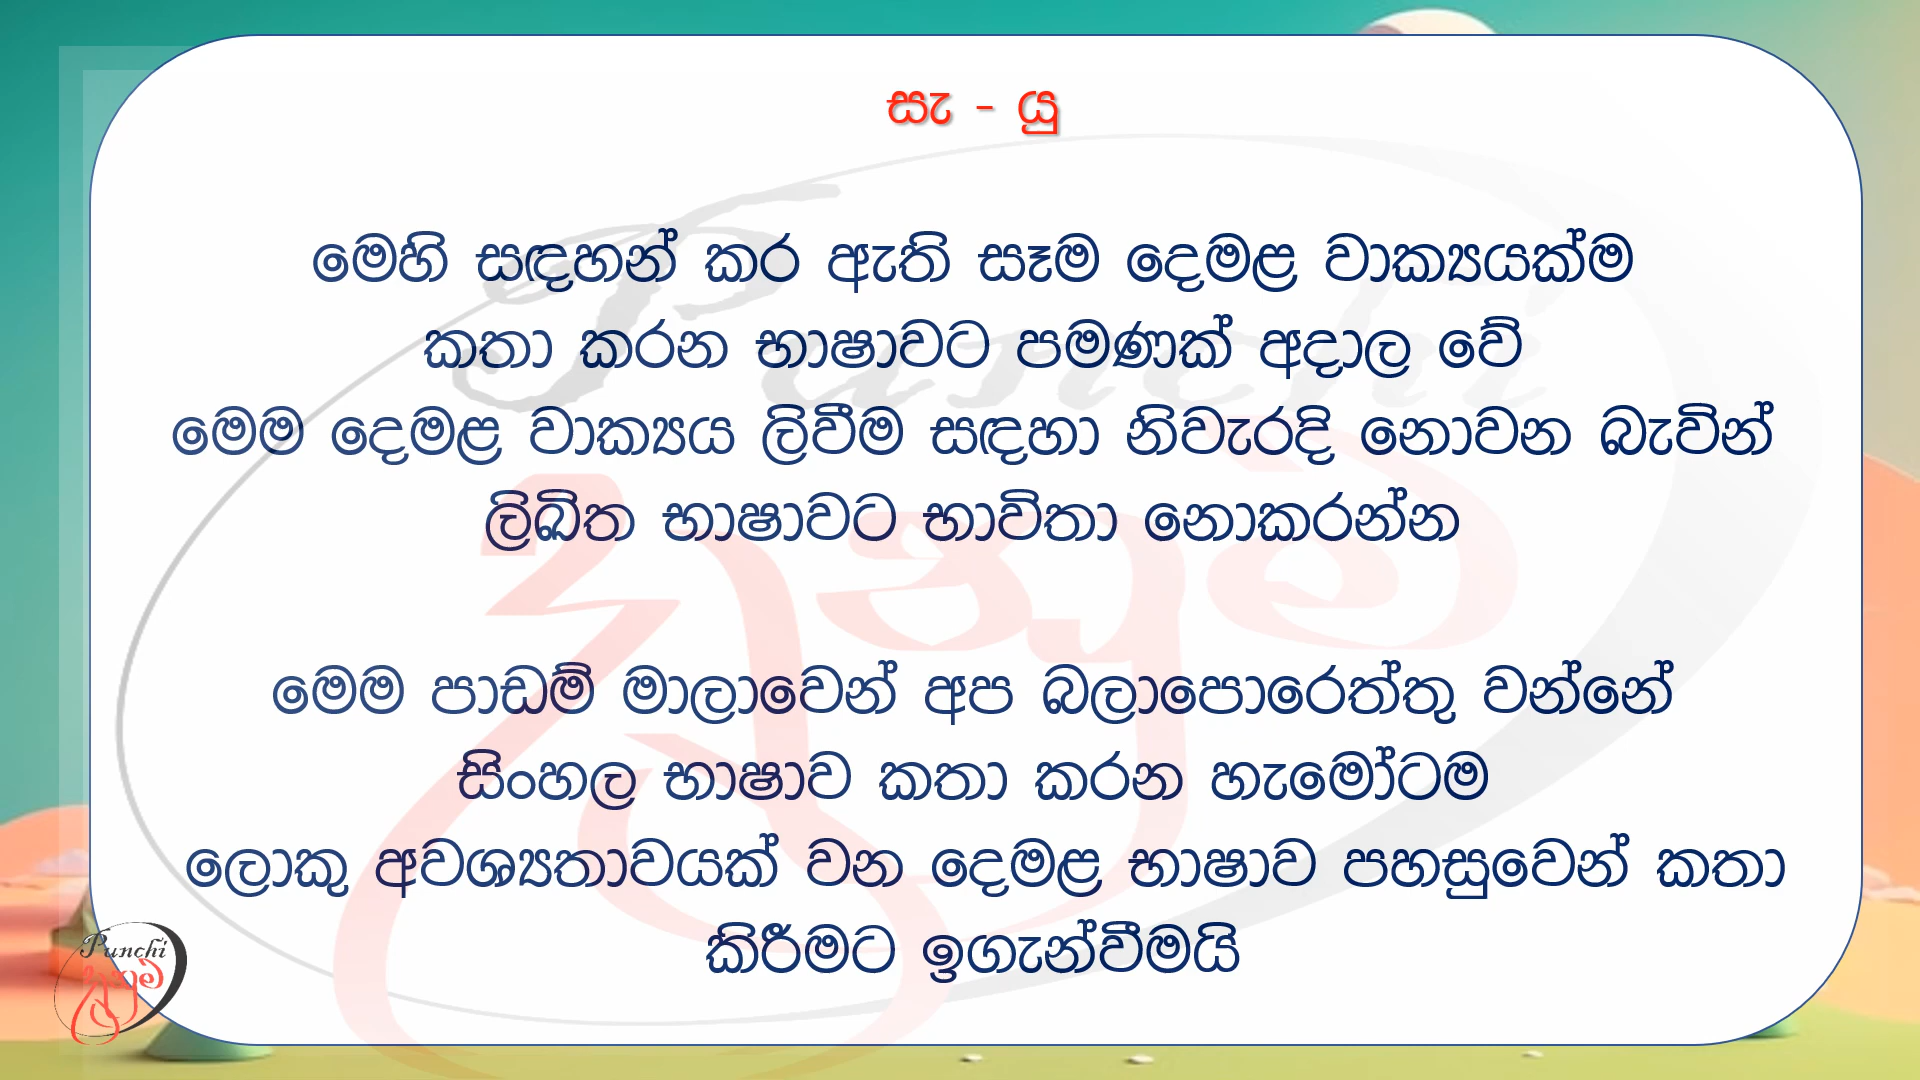 සැ - යු
මෙහි සඳහන් කර ඇති සෑම දෙමළ වාක්‍යයක්ම
කතා කරන භාෂාවට පමණක් අදාල වේ
මෙම දෙමළ වාක්‍යය ලිවීම සඳහා නිවැරදි නොවන බැවින්
ලිඛිත භාෂාවට භාවිතා නොකරන්න
මෙම පාඩම් මාලාවෙන් අප බලාපොරෙත්තු වන්නේ
සිංහල භාෂාව කතා කරන හැමෝටම
ලොකු අවශ්‍යතාවයක් වන දෙමළ භාෂාව පහසුවෙන් කතා
කිරීමට ඉගැන්වීමයි
Punchi